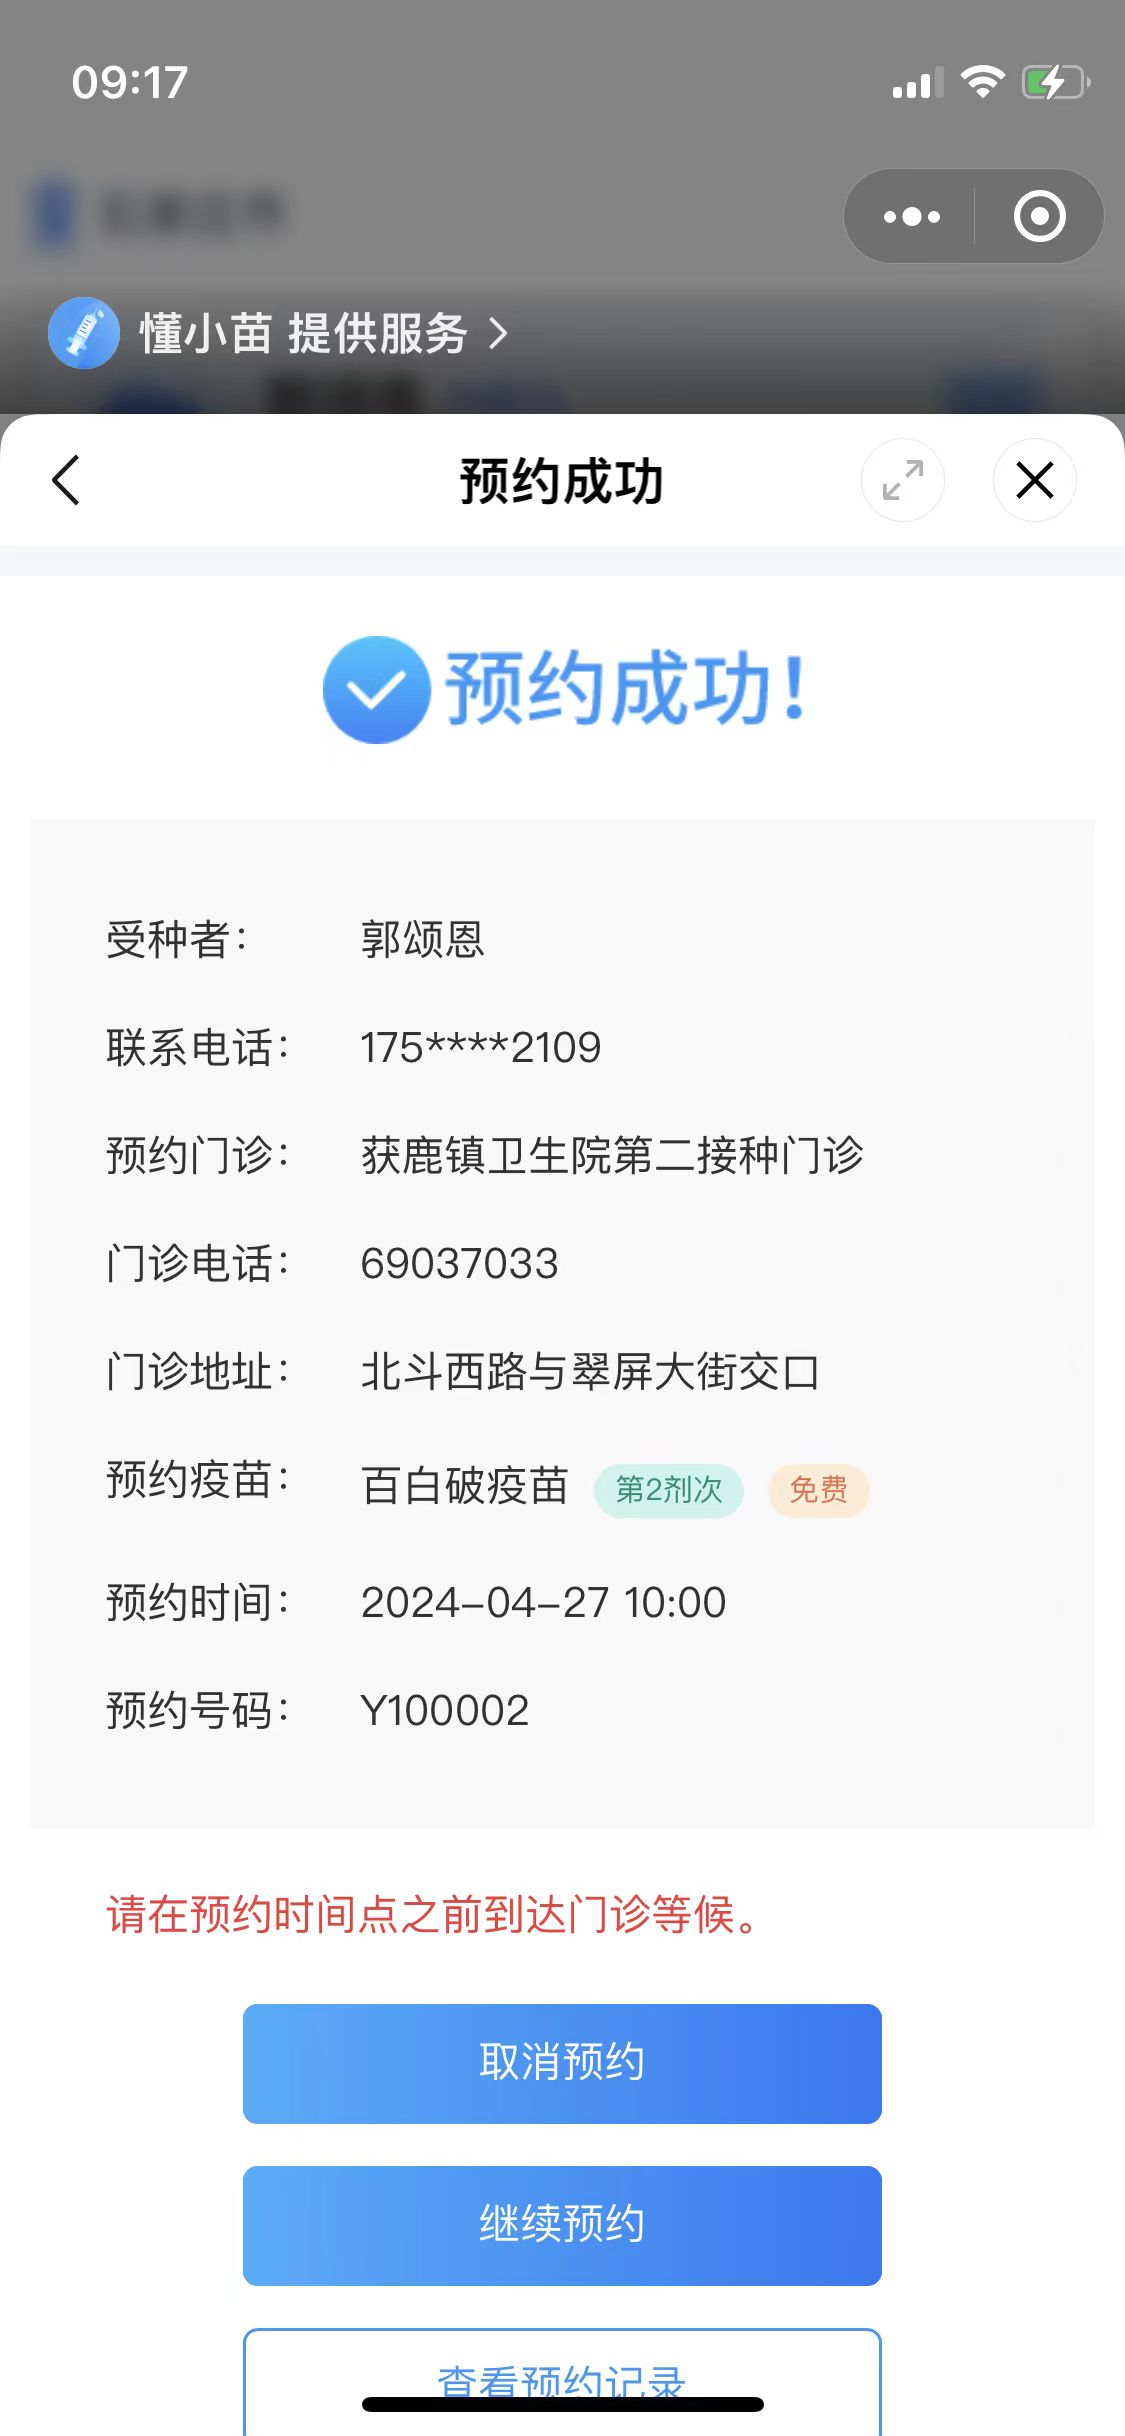 09:17
懂小苗 提供服务
预约成功
预约成功！
受种者： 郭颂恩
联系电话： 175****2109
预约门诊： 获鹿镇卫生院第二接种门诊
门诊电话： 69037033
门诊地址： 北斗西路与翠屏大街交口
预约疫苗： 百白破疫苗 第2剂次 免费
预约时间： 2024-04-27 10:00
预约号码： Y100002
请在预约时间点之前到达门诊等候。
取消预约
继续预约
查看预约记录